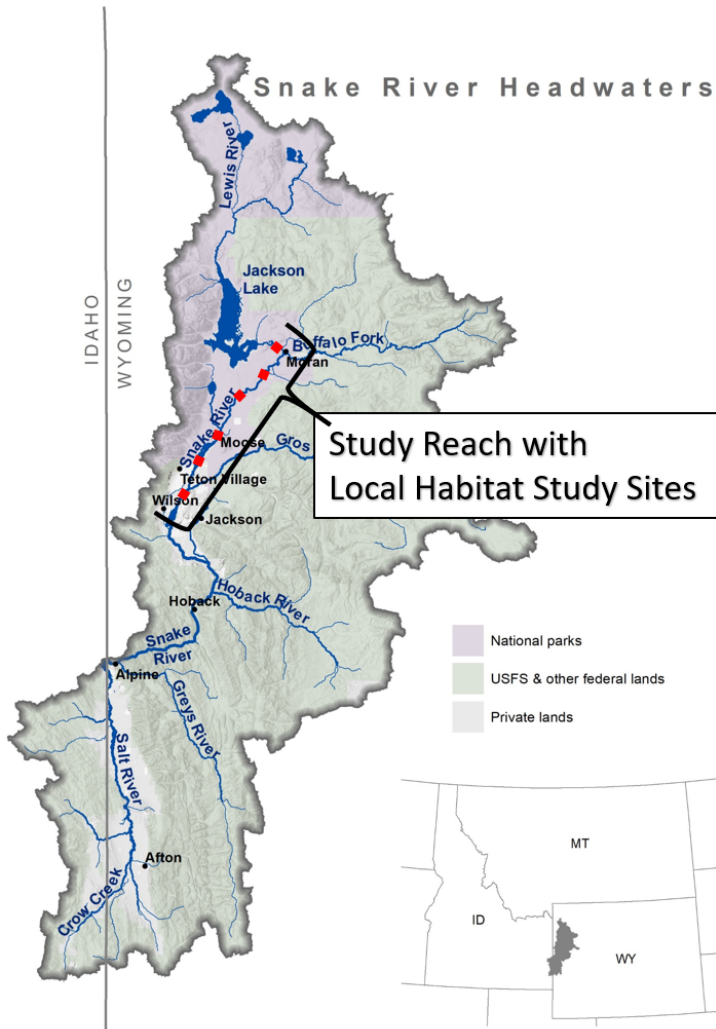 Snake River Headwaters
Lewis River
Jackson
Lake
IDAHO
WYOMING
Buffalo Fork
Moran
Snake River
Moose
Gros
Study Reach with
Local Habitat Study Sites
Teton Village
Wilson
Jackson
Hoback River
Hoback
Snake
River
Alpine
Greys River
Salt River
Afton
Crow Creek
National parks
USFS & other federal lands
Private lands
MT
ID
WY